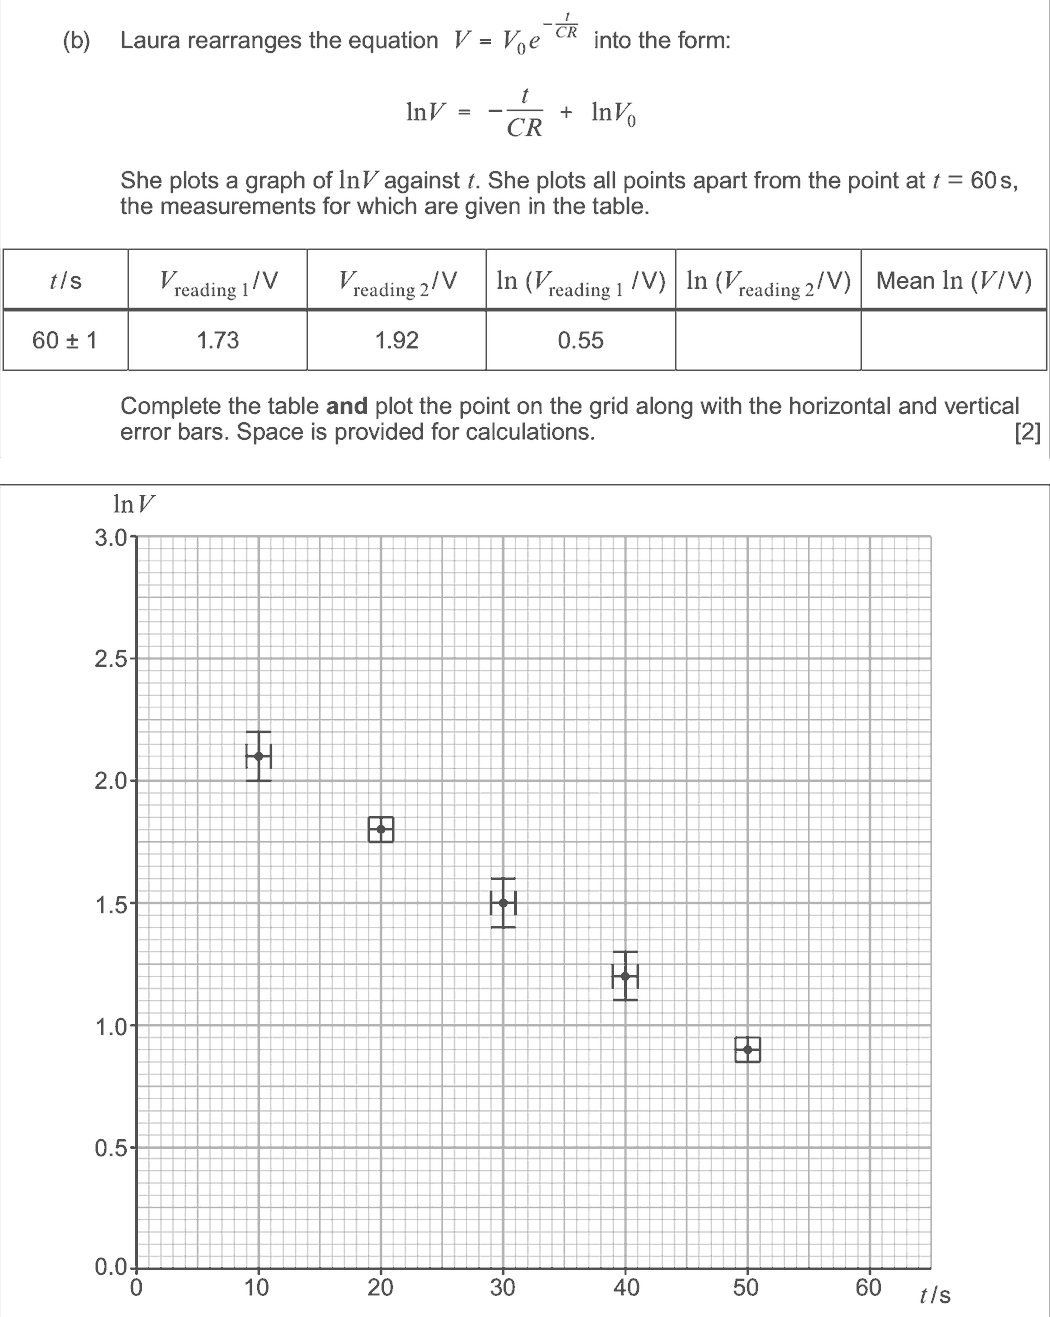 (b) Laura rearranges the equation V = V₀e^(-t/CR) into the form:
lnV = -t/CR + lnV₀
She plots a graph of lnV against t. She plots all points apart from the point at t = 60s,
the measurements for which are given in the table.
t/s V_reading 1/V V_reading 2/V ln (V_reading 1 /V) ln (V_reading 2/V) Mean ln (V/V)
60 ± 1 1.73 1.92 0.55
Complete the table and plot the point on the grid along with the horizontal and vertical
error bars. Space is provided for calculations. [2]
lnV
3.0
2.5
2.0
1.5
1.0
0.5
0.0
0 10 20 30 40 50 60 t/s